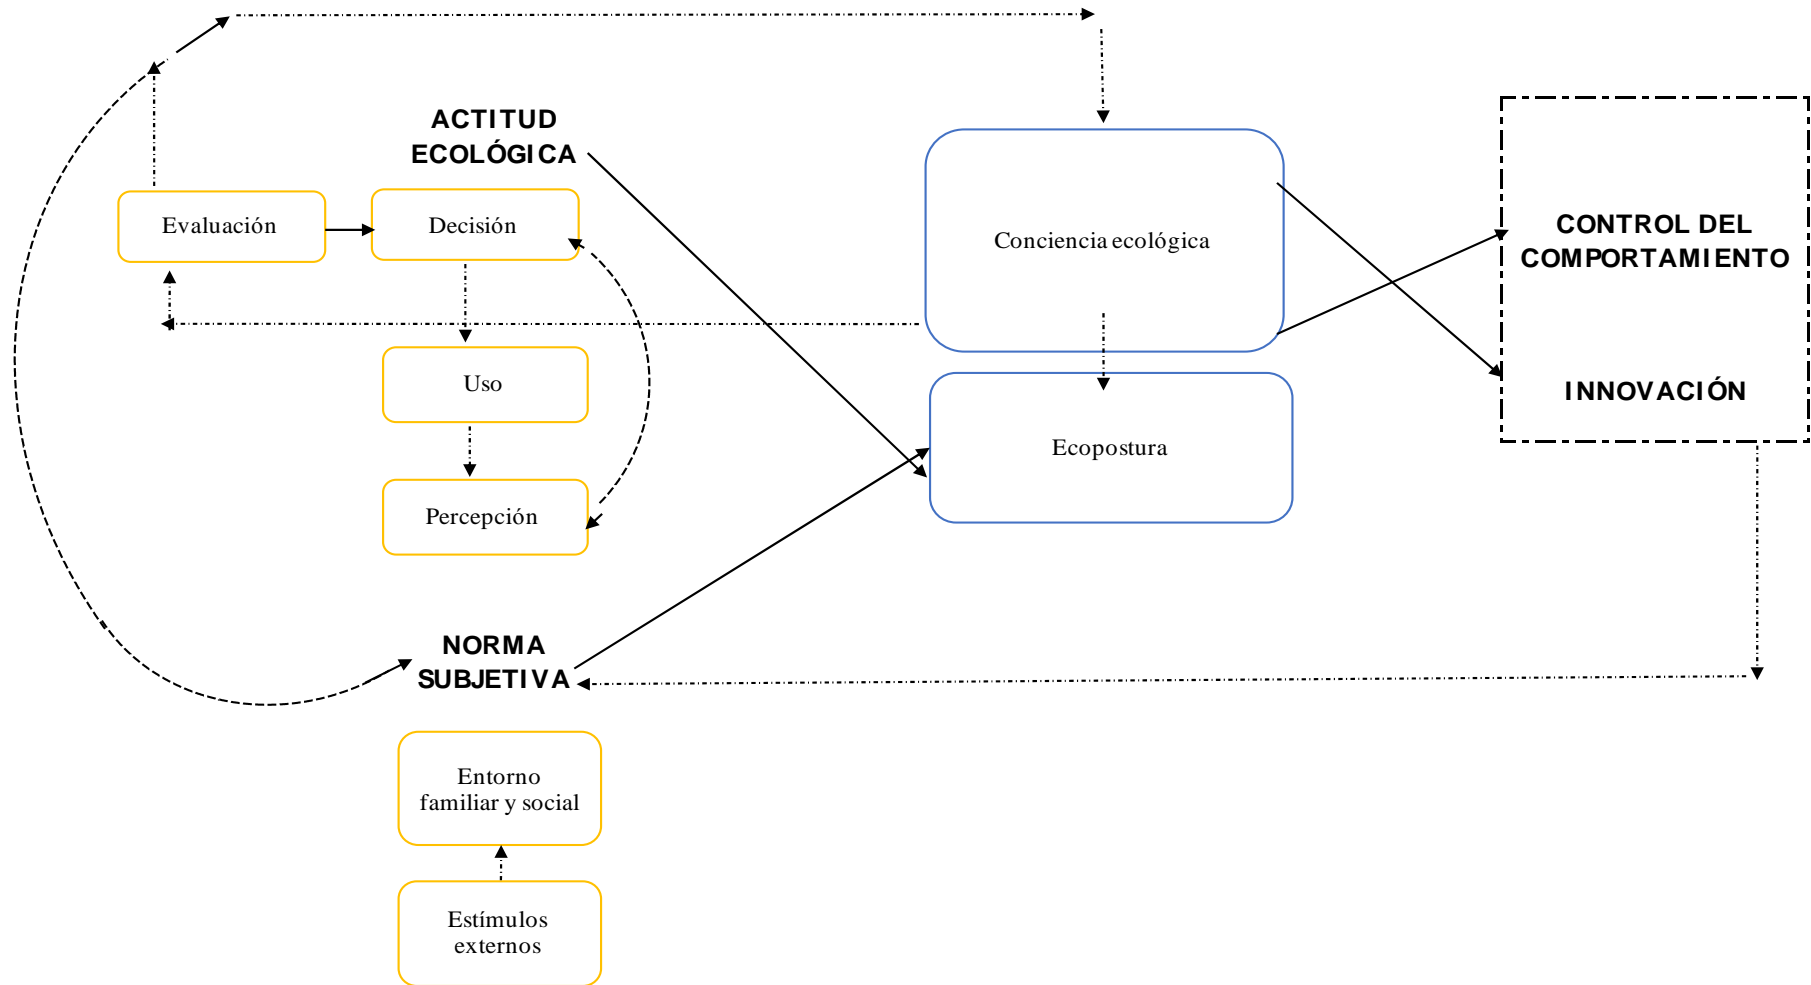 ACTITUD
ECOLÓGICA
Evaluación
Decisión
Conciencia ecológica
CONTROL DEL
COMPORTAMIENTO
Uso
INNOVACIÓN
Ecopostura
Percepción
NORMA
SUBJETIVA
Entorno
familiar y social
Estímulos
externos